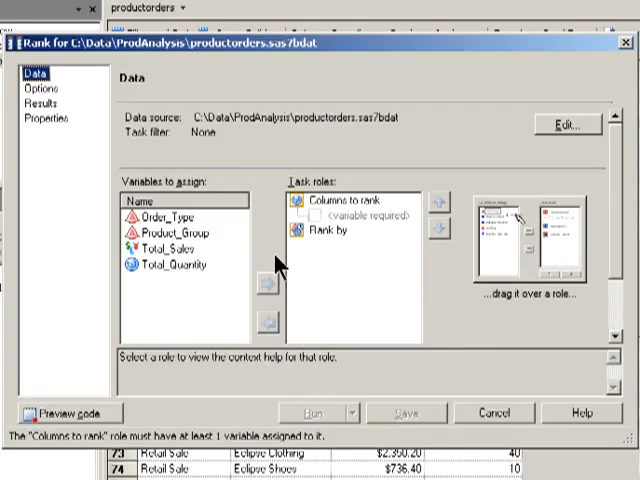 productorders
Rank for C:\Data\ProdAnalysis\productorders.sas7bdat
Data
Options
Results
Properties
Data
Data source: C:\Data\ProdAnalysis\productorders.sas7bdat
Task filter: None
Edit...
Variables to assign:
Name
Order_Type
Product_Group
Total_Sales
Total_Quantity
Task roles:
Columns to rank
<variable required>
Rank by
...drag it over a role...
Select a role to view the context help for that role.
Preview code
Run
Save
Cancel
Help
The "Columns to rank" role must have at least 1 variable assigned to it.
73 Retail Sale Eclipse Clothing $2,350.20 40
74 Retail Sale Eclipse Shoes $736.40 10